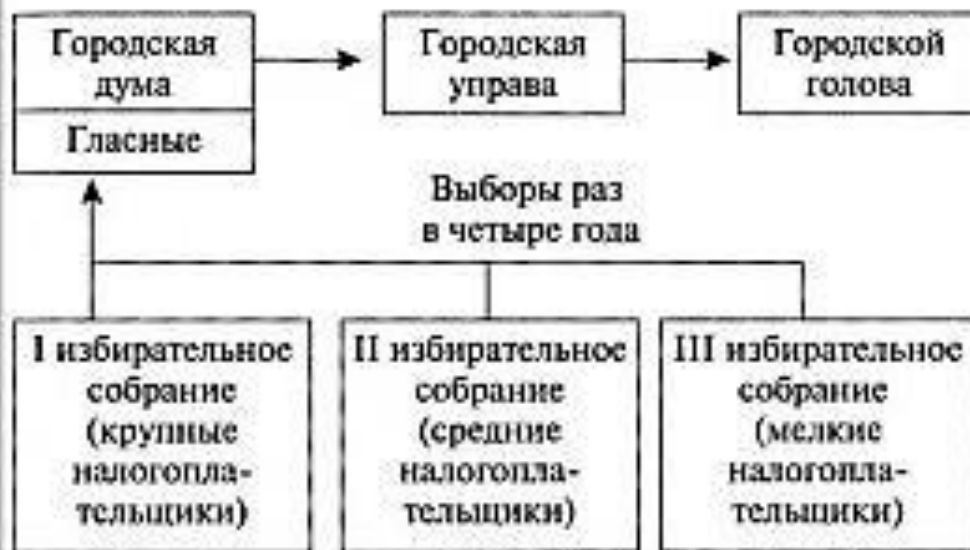 Городская
дума
Гласные
Городская
управа
Городской
голова
Выборы раз
в четыре года
I избирательное
собрание
(крупные
налогопла-
тельщики)
II избирательное
собрание
(средние
налогопла-
тельщики)
III избирательное
собрание
(мелкие
налогопла-
тельщики)